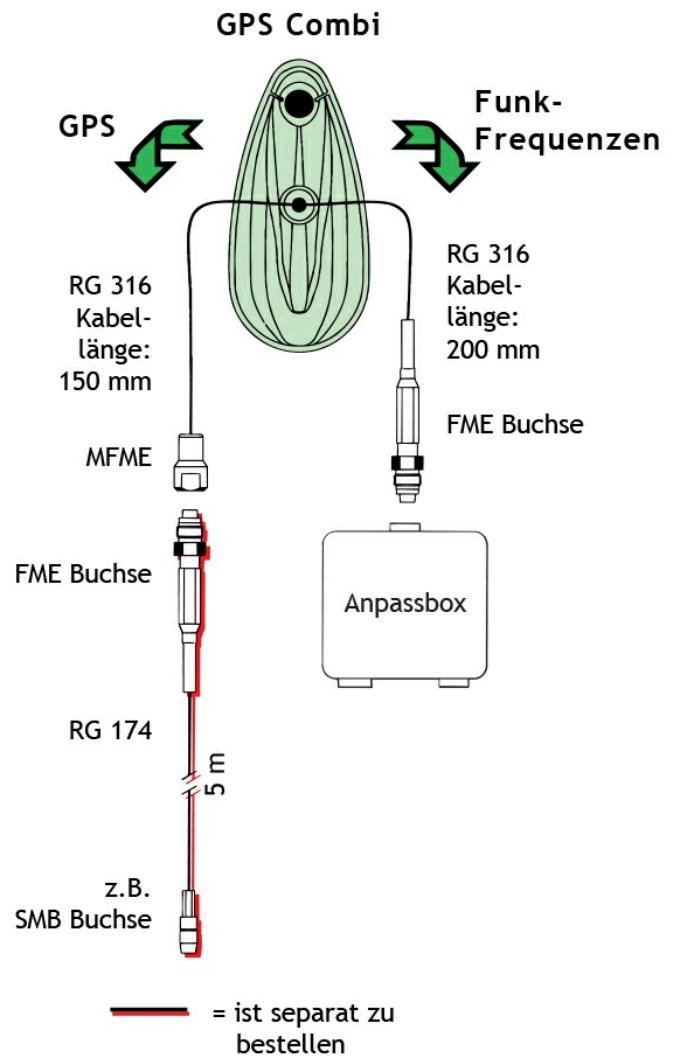 GPS Combi
GPS
Funk-
Frequenzen
RG 316
Kabel-
länge:
150 mm
RG 316
Kabel-
länge:
200 mm
MFME
FME Buchse
FME Buchse
Anpassbox
RG 174
5 m
z.B.
SMB Buchse
= ist separat zu
bestellen